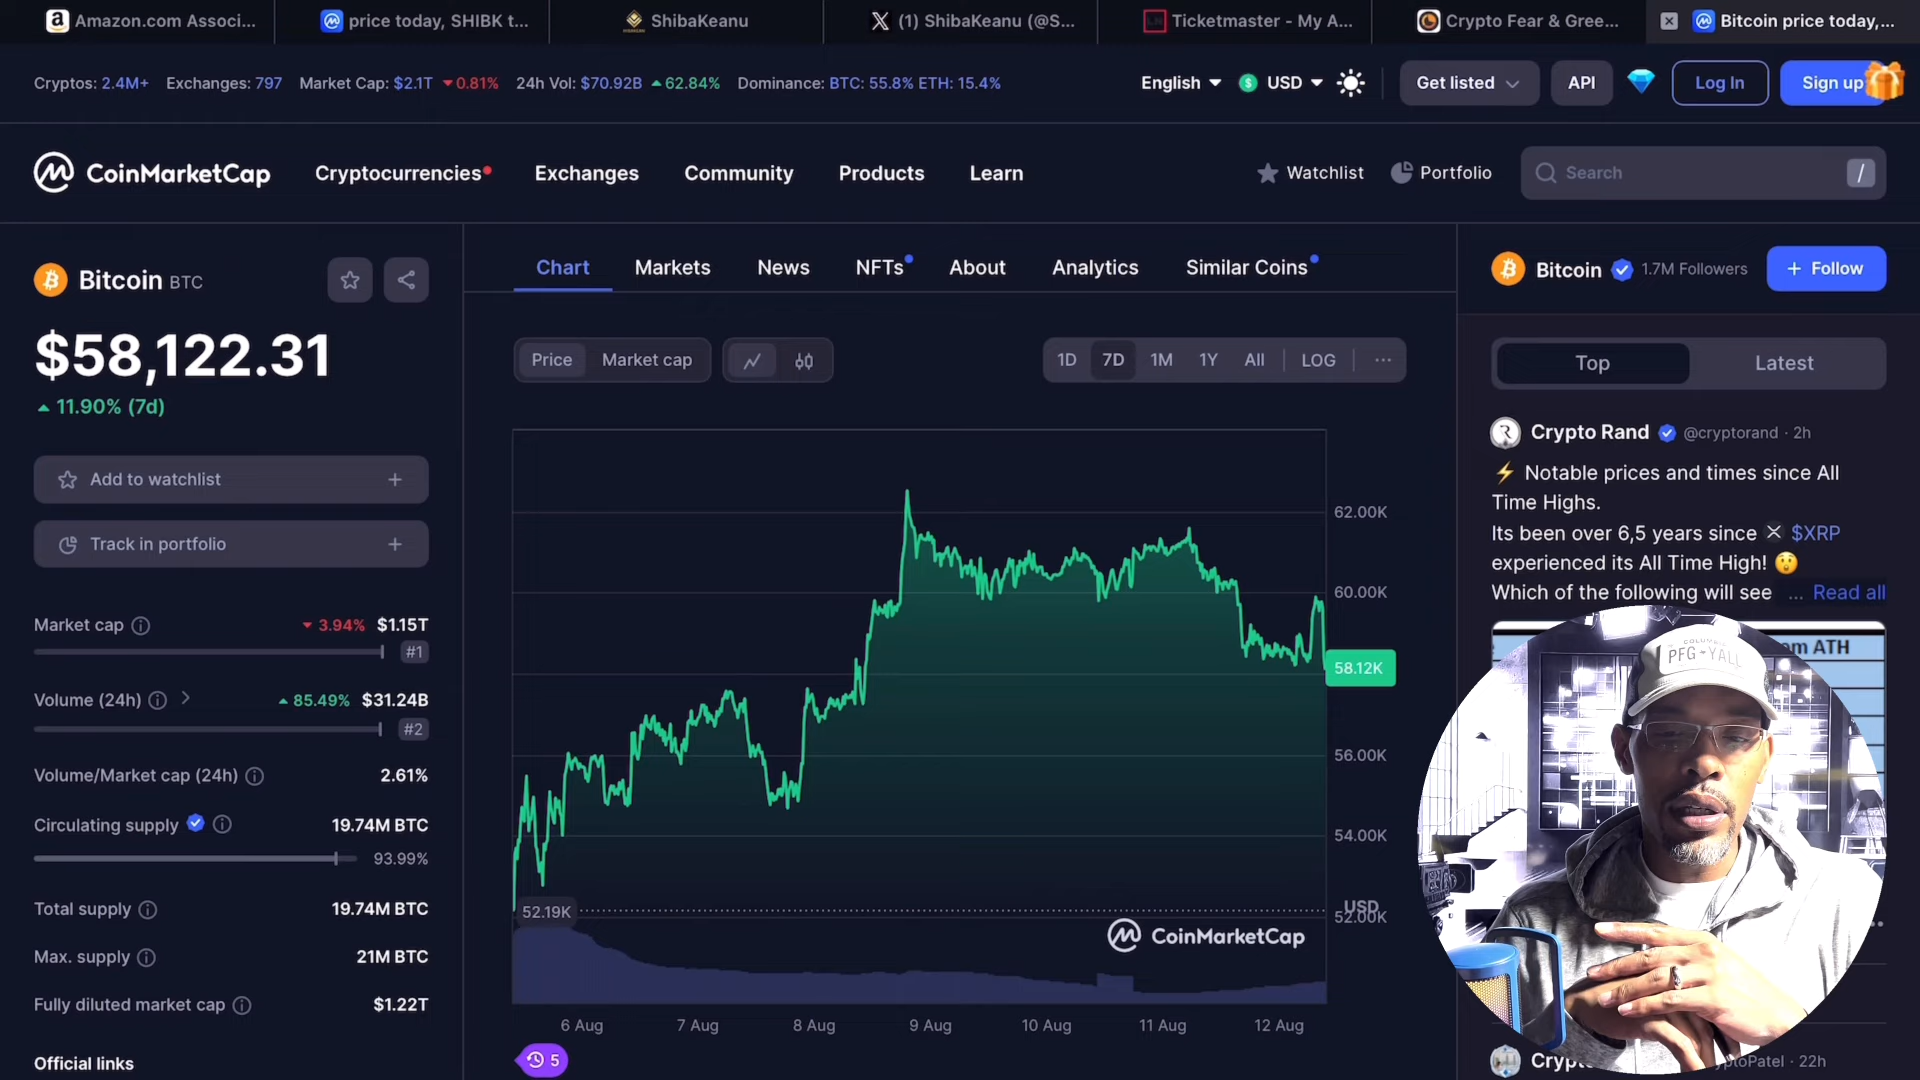 Amazon.com Associ...
price today, SHIBK t...
ShibaKeanu
(1) ShibaKeanu (@S...
Ticketmaster - My A...
Crypto Fear & Gree...
Bitcoin price today,...
Cryptos: 2.4M+ Exchanges: 797 Market Cap: $2.1T 0.81% 24h Vol: $70.92B 62.84% Dominance: BTC: 55.8% ETH: 15.4%
English
USD
Get listed
API
Log In
Sign up
CoinMarketCap
Cryptocurrencies
Exchanges
Community
Products
Learn
Watchlist
Portfolio
Search
/
Bitcoin BTC
$58,122.31
11.90% (7d)
Add to watchlist +
Track in portfolio +
Market cap 3.94% $1.15T
#1
Volume (24h) 85.49% $31.24B
#2
Volume/Market cap (24h) 2.61%
Circulating supply 19.74M BTC
93.99%
Total supply 19.74M BTC
Max. supply 21M BTC
Fully diluted market cap $1.22T
Official links
Chart Markets News NFTs About Analytics Similar Coins
Price Market cap
1D 7D 1M 1Y All LOG ...
62.00K
60.00K
58.12K
56.00K
54.00K
52.19K
USD
52.00K
CoinMarketCap
6 Aug 7 Aug 8 Aug 9 Aug 10 Aug 11 Aug 12 Aug
5
Bitcoin 1.7M Followers + Follow
Top Latest
Crypto Rand @cryptorand · 2h
⚡ Notable prices and times since All
Time Highs.
Its been over 6,5 years since $XRP
experienced its All Time High! 😲
Which of the following will see ... Read all
om ATH
PFG-YALL
Crypt
yptoPatel · 22h